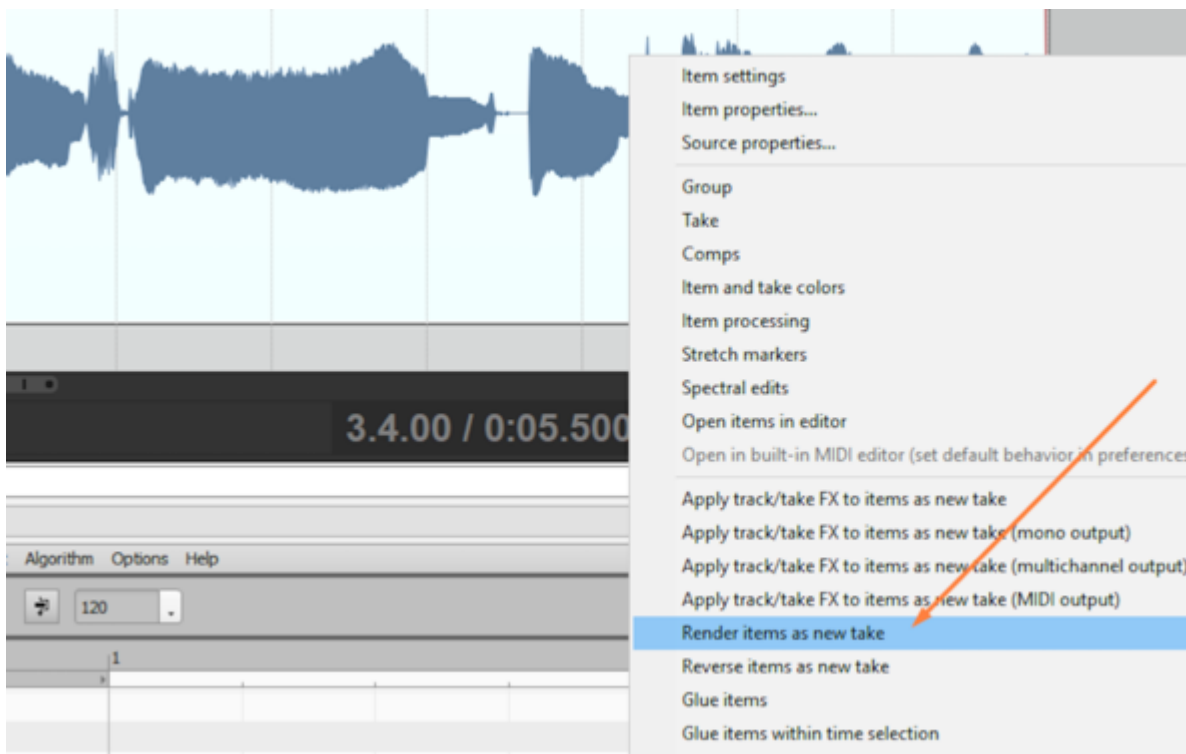 Item settings
Item properties...
Source properties...
Group
Take
Comps
Item and take colors
Item processing
Stretch markers
Spectral edits
Open items in editor
Open in built-in MIDI editor (set default behavior in preferences
3.4.00 / 0:05.500
Apply track/take FX to items as new take
Apply track/take FX to items as new take (mono output)
Apply track/take FX to items as new take (multichannel output)
Apply track/take FX to items as new take (MIDI output)
Render items as new take
Reverse items as new take
Glue items
Glue items within time selection
Algorithm Options Help
120
1